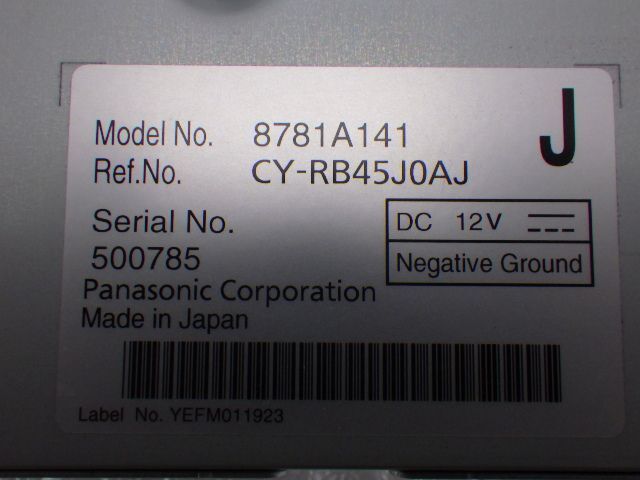 J
Model No. 8781A141
Ref.No. CY-RB45J0AJ
Serial No.
500785
DC 12V
Negative Ground
Panasonic Corporation
Made in Japan
Label No. YEFM011923